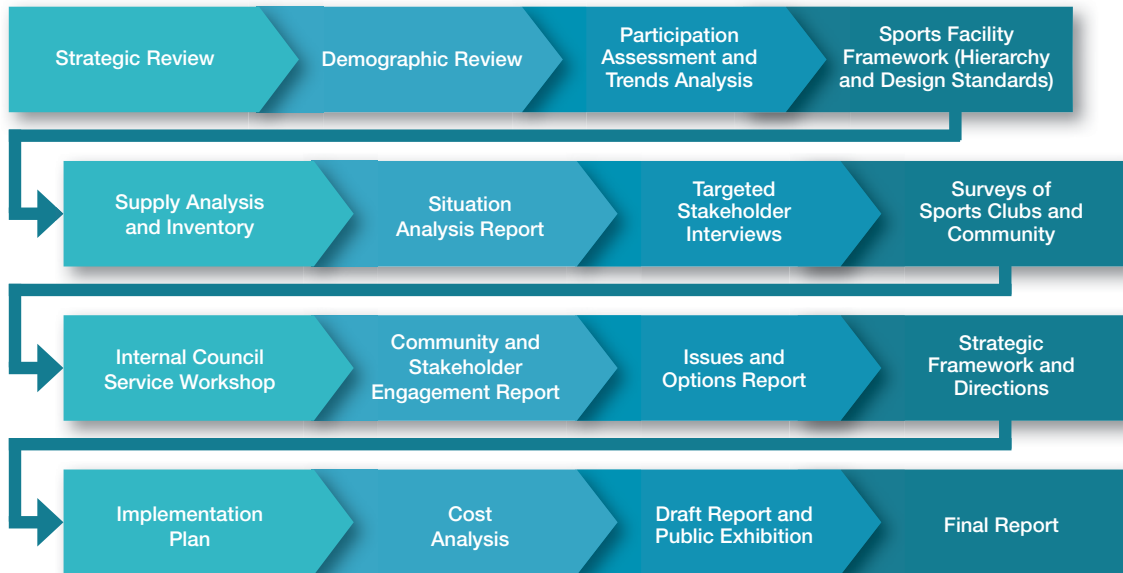 Strategic Review
Demographic Review
Participation
Assessment and
Trends Analysis
Sports Facility
Framework (Hierarchy
and Design Standards)
Supply Analysis
and Inventory
Situation
Analysis Report
Targeted
Stakeholder
Interviews
Surveys of
Sports Clubs and
Community
Internal Council
Service Workshop
Community and
Stakeholder
Engagement Report
Issues and
Options Report
Strategic
Framework and
Directions
Implementation
Plan
Cost
Analysis
Draft Report and
Public Exhibition
Final Report